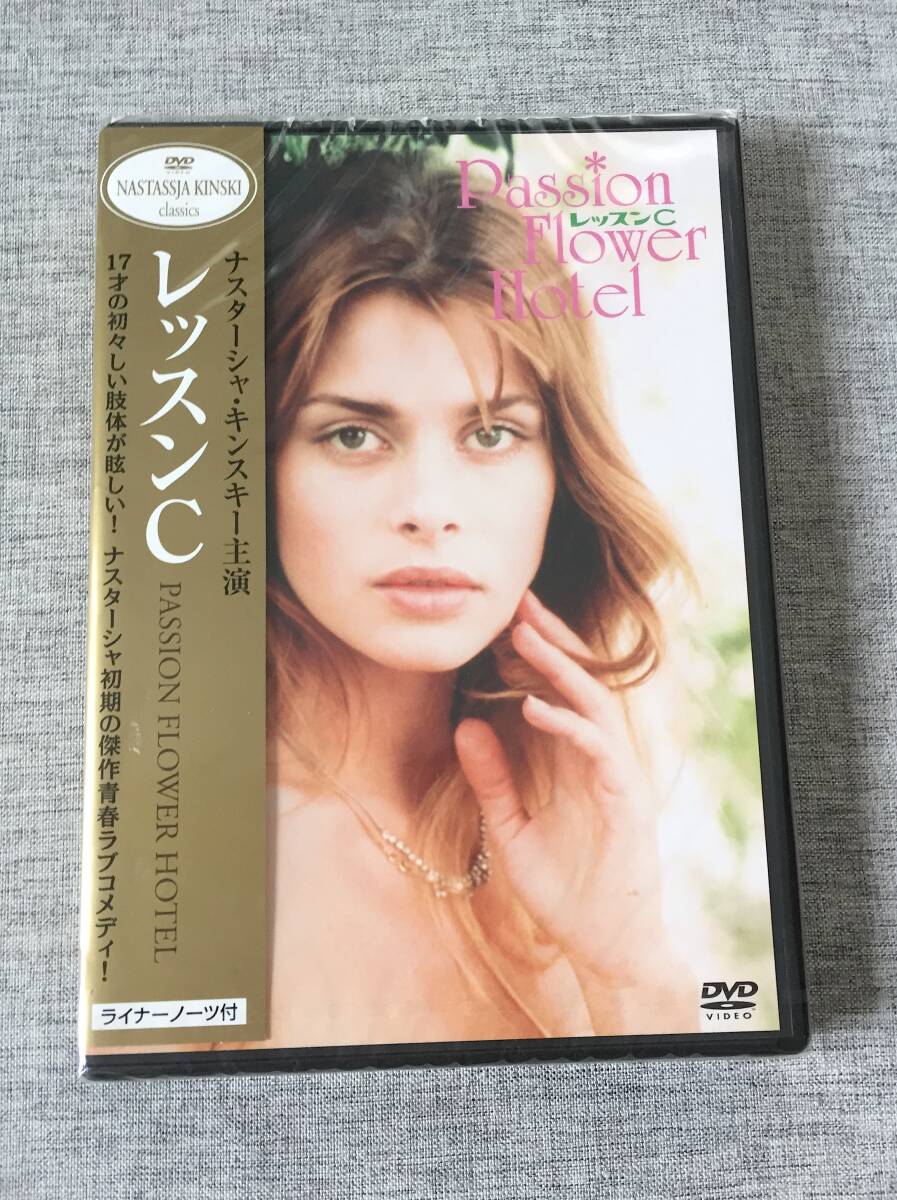 DVD
VIDEO
NASTASSJA KINSKI
classics
ナスターシャ・キンスキー主演
レッスンC
PASSION FLOWER HOTEL
17才の初々しい肢体が眩しい! ナスターシャ初期の傑作青春ラブコメディ!
ライナーノーツ付
Passion
レッスンC
Flower
Hotel
DVD
VIDEO